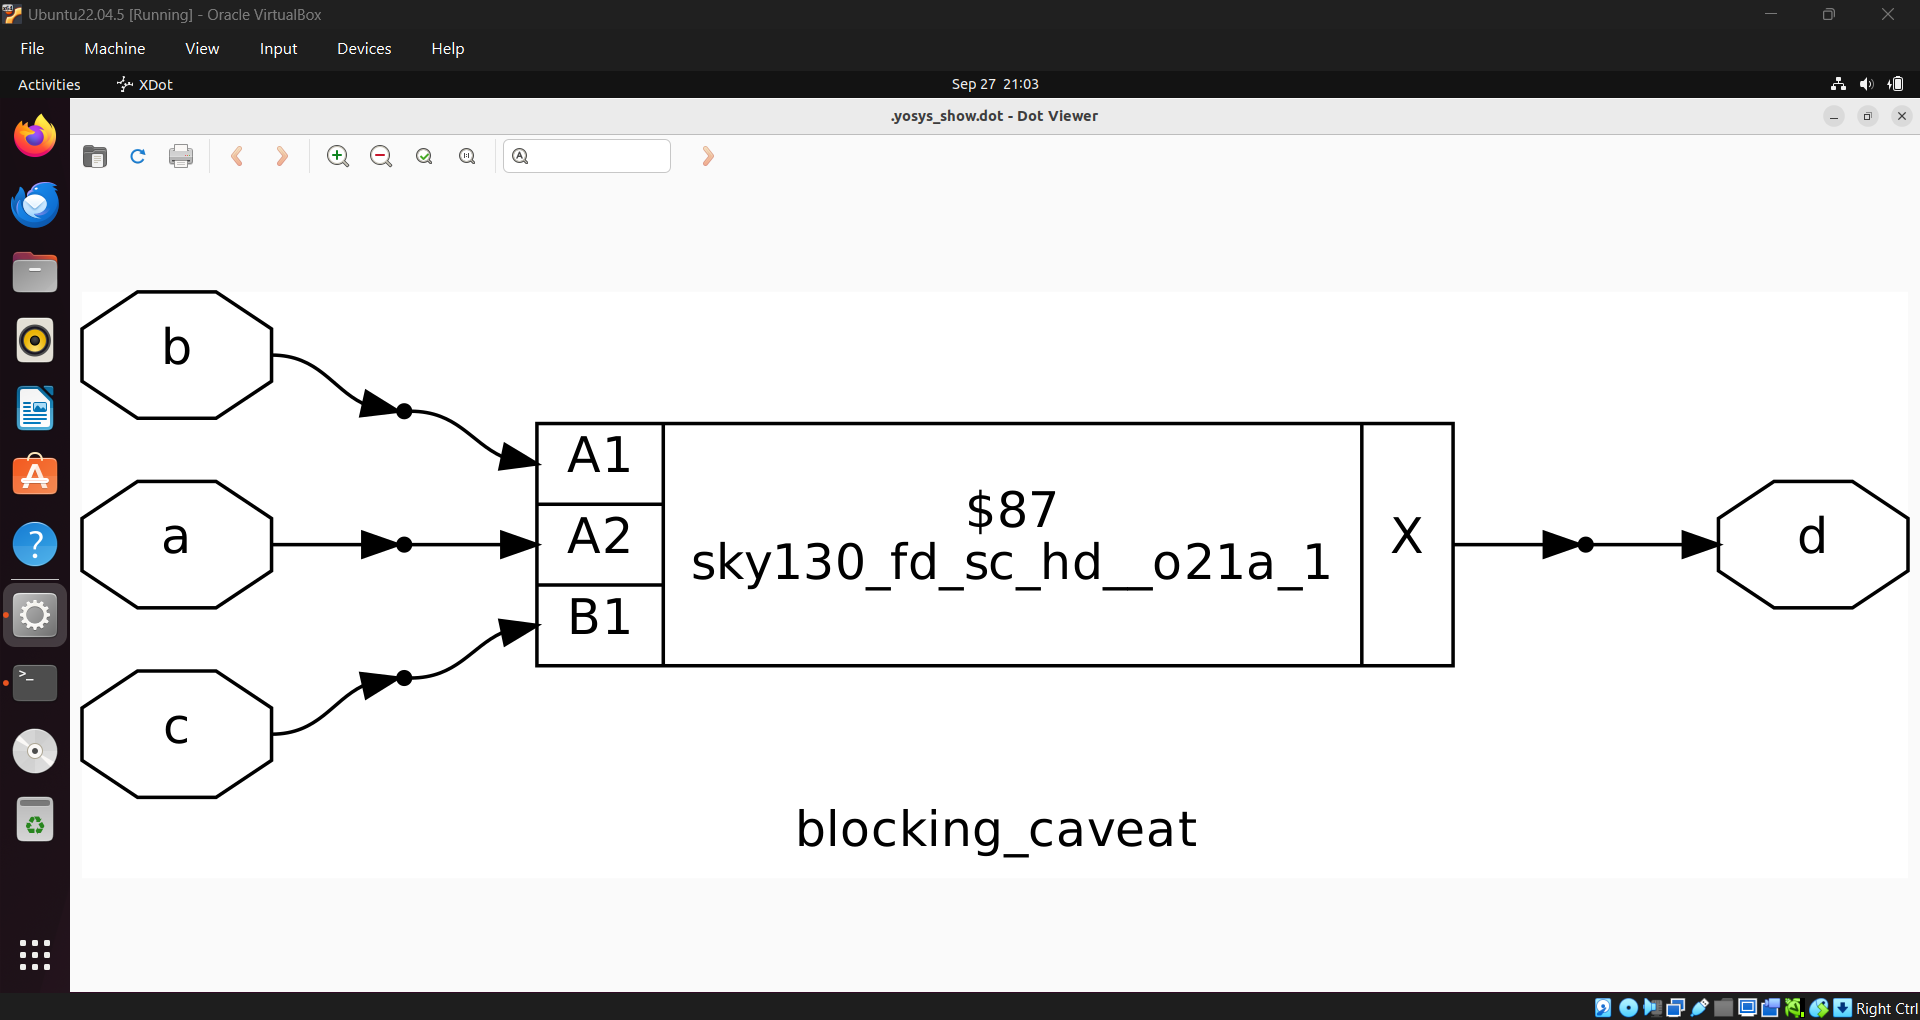 Ubuntu22.04.5 [Running] - Oracle VirtualBox
File Machine View Input Devices Help
Activities XDot Sep 27 21:03
.yosys_show.dot - Dot Viewer
b
a
c
A1
A2
B1
$87
sky130_fd_sc_hd__o21a_1
X
d
blocking_caveat
Right Ctrl